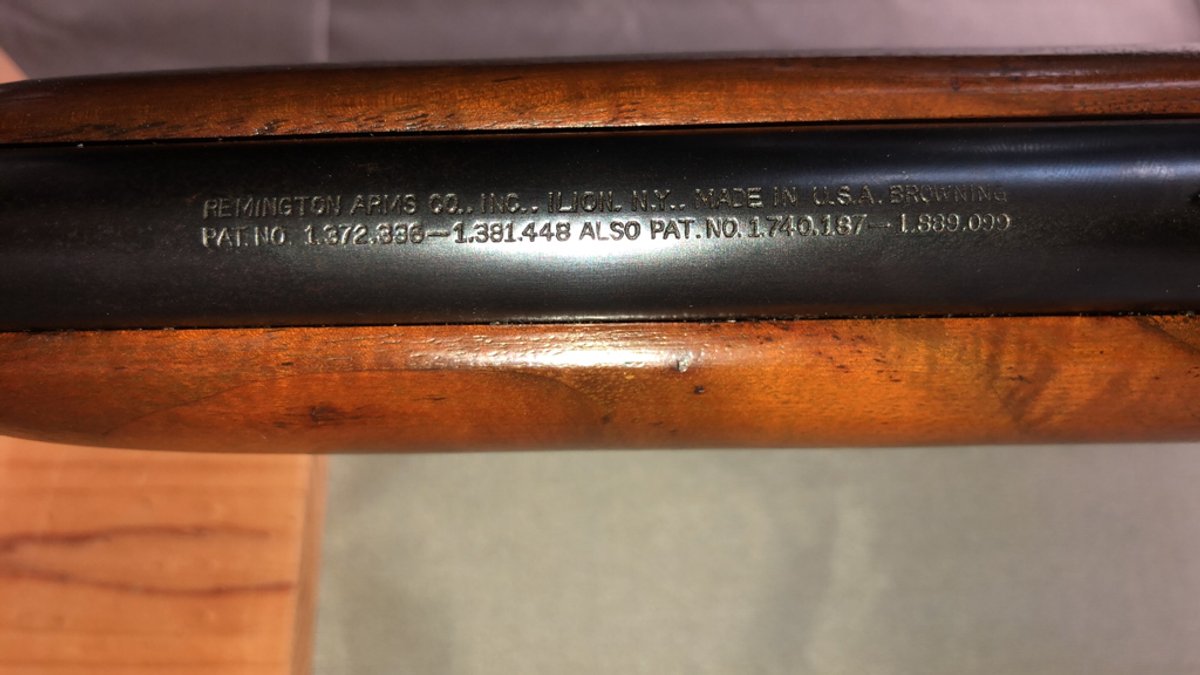 REMINGTON ARMS CO., INC., ILION, N.Y., MADE IN U.S.A. BROWNING
PAT. NO. 1.372.336—1.381.448 ALSO PAT. NO. 1.740.187—1.889.099